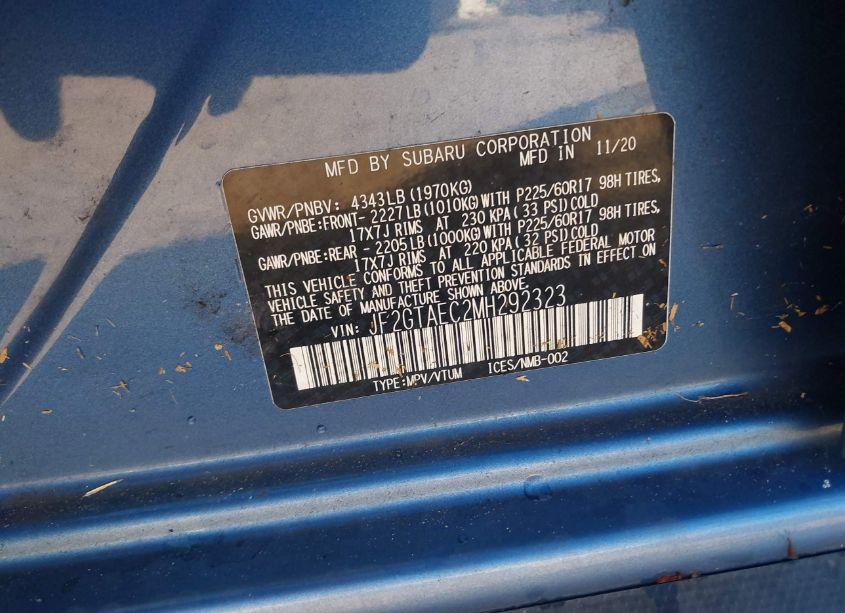 MFD BY SUBARU CORPORATION
MFD IN 11/20
GVWR/PNBV: 4343LB(1970KG)
GAWR/PNBE:FRONT-2227LB(1010KG)WITH P225/60R17 98H TIRES,
17X7J RIMS AT 230 KPA(33 PSI)COLD
GAWR/PNBE:REAR -2205LB(1000KG)WITH P225/60R17 98H TIRES,
17X7J RIMS AT 220 KPA(32 PSI)COLD
THIS VEHICLE CONFORMS TO ALL APPLICABLE FEDERAL MOTOR
VEHICLE SAFETY AND THEFT PREVENTION STANDARDS IN EFFECT ON
THE DATE OF MANUFACTURE SHOWN ABOVE.
VIN: JF2GTAEC2MH292323
TYPE:MPV/VTUM ICES/NMB-002